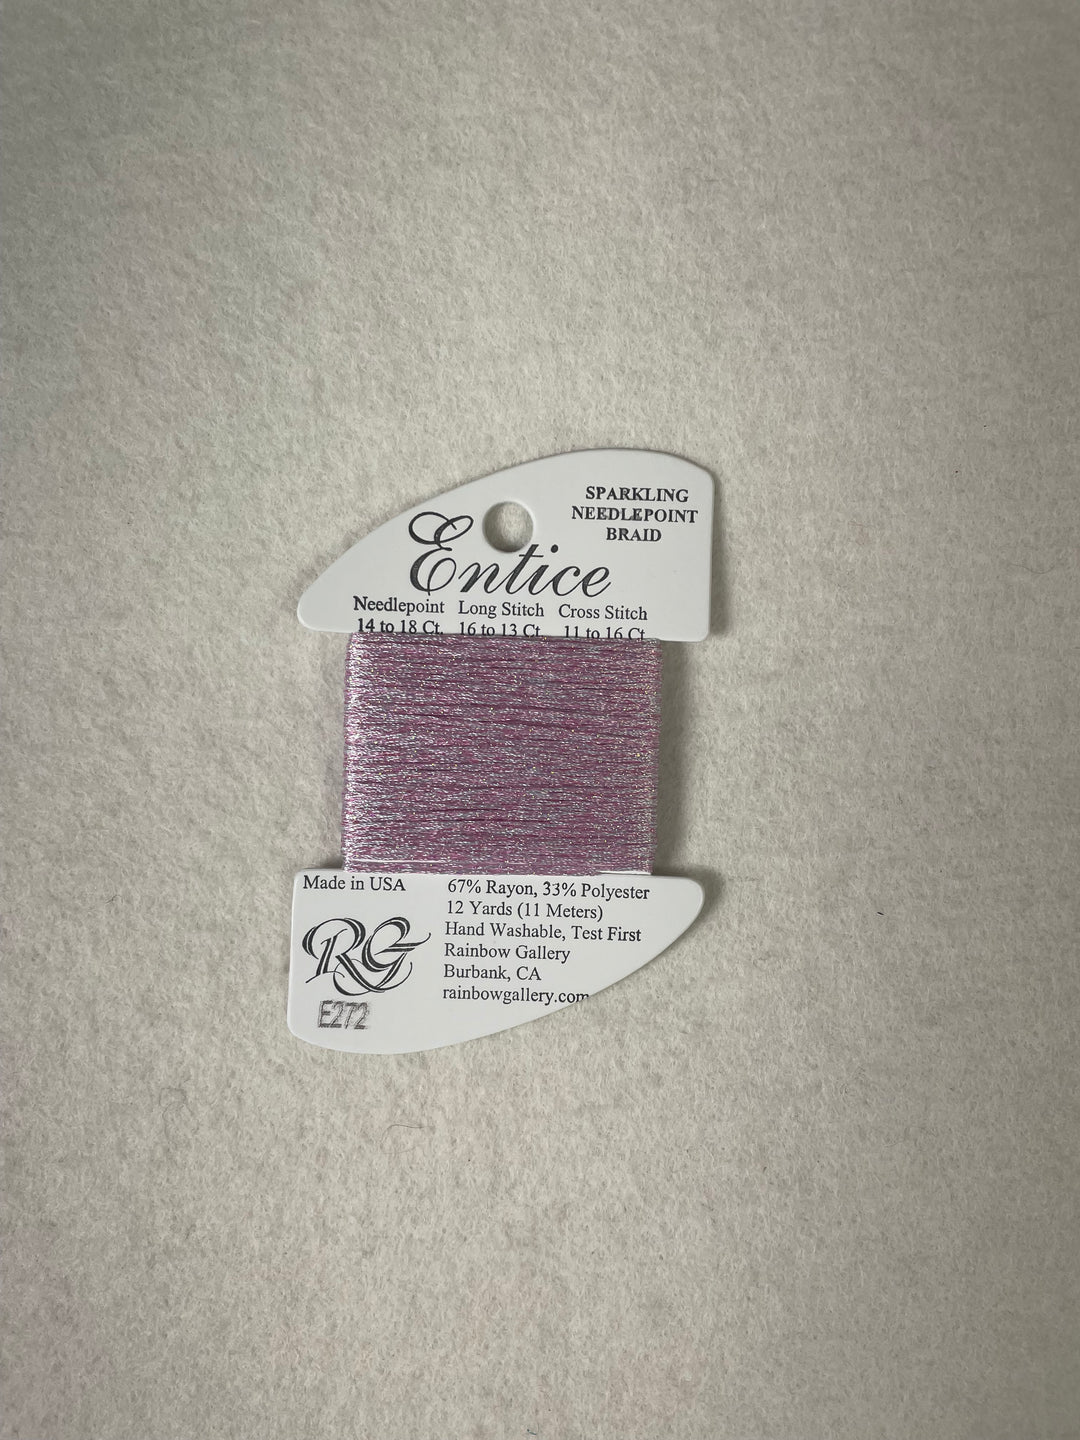 SPARKLING
NEEDLEPOINT
BRAID
Entice
Needlepoint Long Stitch Cross Stitch
14 to 18 Ct. 16 to 13 Ct. 11 to 16 Ct.
Made in USA
67% Rayon, 33% Polyester
12 Yards (11 Meters)
Hand Washable, Test First
Rainbow Gallery
Burbank, CA
rainbowgallery.com
RG
E272